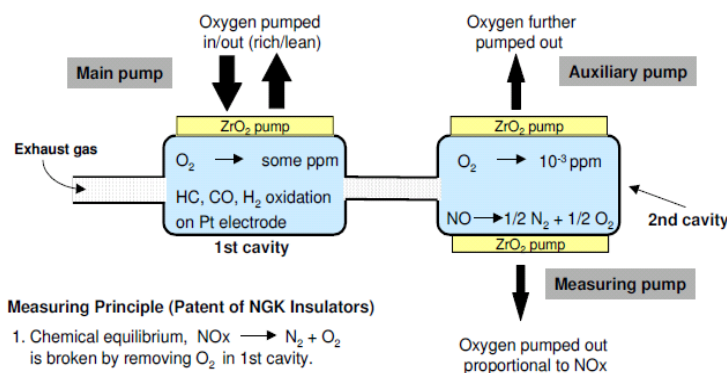 Oxygen pumped
in/out (rich/lean)
Oxygen further
pumped out
Main pump
Auxiliary pump
ZrO₂ pump
ZrO₂ pump
Exhaust gas
O₂ → some ppm
HC, CO, H₂ oxidation
on Pt electrode
1st cavity
O₂ → 10⁻³ ppm
NO → 1/2 N₂ + 1/2 O₂
2nd cavity
ZrO₂ pump
Measuring pump
Measuring Principle (Patent of NGK Insulators)
1. Chemical equilibrium, NOx → N₂ + O₂
is broken by removing O₂ in 1st cavity.
Oxygen pumped out
proportional to NOx